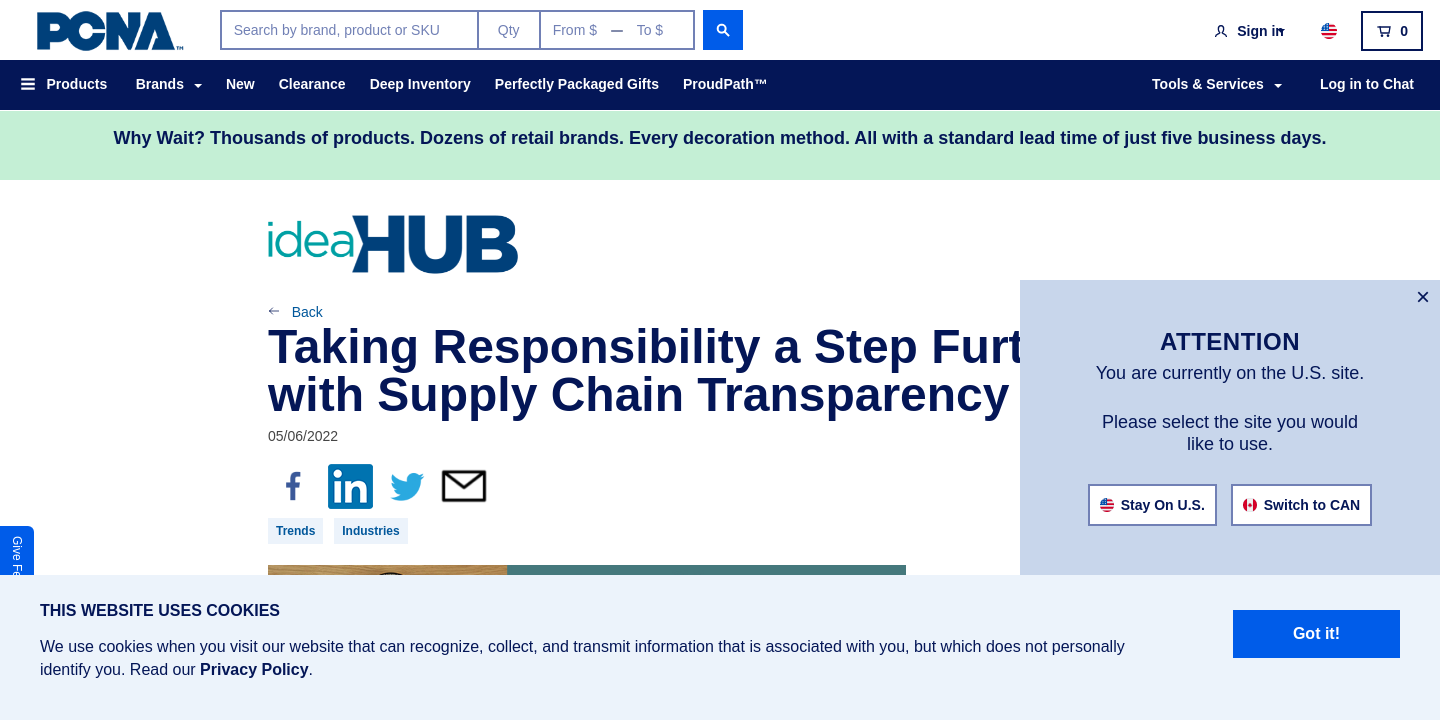 PCNA™
Search by brand, product or SKU
Qty
From $
To $
Sign in
0
Products
Brands
New
Clearance
Deep Inventory
Perfectly Packaged Gifts
ProudPath™
Tools & Services
Log in to Chat
Why Wait? Thousands of products. Dozens of retail brands. Every decoration method. All with a standard lead time of just five business days.
ideaHUB
Back
Taking Responsibility a Step Furt
with Supply Chain Transparency
05/06/2022
Trends
Industries
ATTENTION
You are currently on the U.S. site.
Please select the site you would
like to use.
Stay On U.S.
Switch to CAN
Give Fe
THIS WEBSITE USES COOKIES
We use cookies when you visit our website that can recognize, collect, and transmit information that is associated with you, but which does not personally
identify you. Read our Privacy Policy.
Got it!